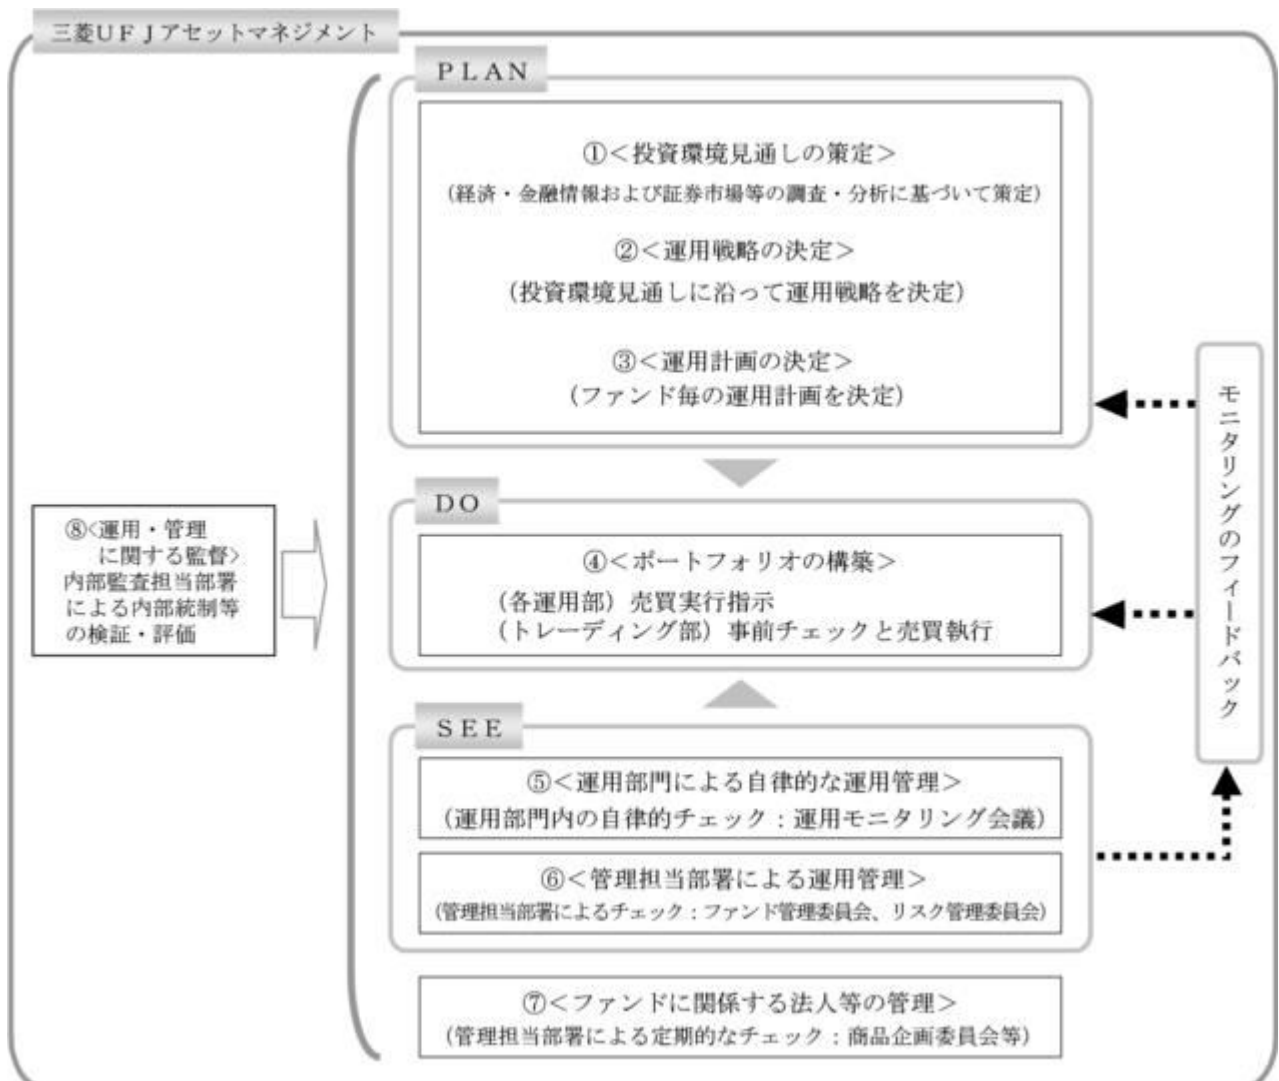 三菱ＵＦＪアセットマネジメント
ＰＬＡＮ
①＜投資環境見通しの策定＞
（経済・金融情報および証券市場等の調査・分析に基づいて策定）
②＜運用戦略の決定＞
（投資環境見通しに沿って運用戦略を決定）
③＜運用計画の決定＞
（ファンド毎の運用計画を決定）
ＤＯ
④＜ポートフォリオの構築＞
（各運用部）売買実行指示
（トレーディング部）事前チェックと売買執行
ＳＥＥ
⑤＜運用部門による自律的な運用管理＞
（運用部門内の自律的チェック：運用モニタリング会議）
⑥＜管理担当部署による運用管理＞
（管理担当部署によるチェック：ファンド管理委員会、リスク管理委員会）
⑦＜ファンドに関係する法人等の管理＞
（管理担当部署による定期的なチェック：商品企画委員会等）
⑧＜運用・管理
に関する監督＞
内部監査担当部署
による内部統制等
の検証・評価
モニタリングのフィードバック